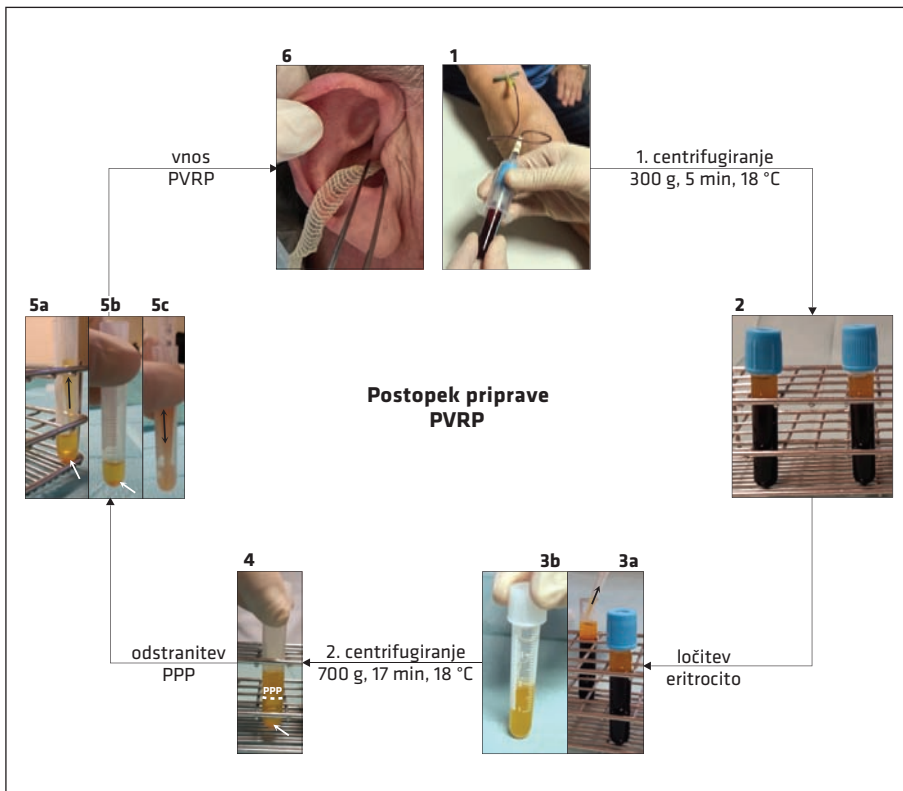 6
1
vnos
PVRP
1. centrifugiranje
300 g, 5 min, 18 °C
5a
5b
5c
2
Postopek priprave
PVRP
4
3b
3a
PPP
odstranitev
PPP
2. centrifugiranje
700 g, 17 min, 18 °C
ločitev
eritrocito